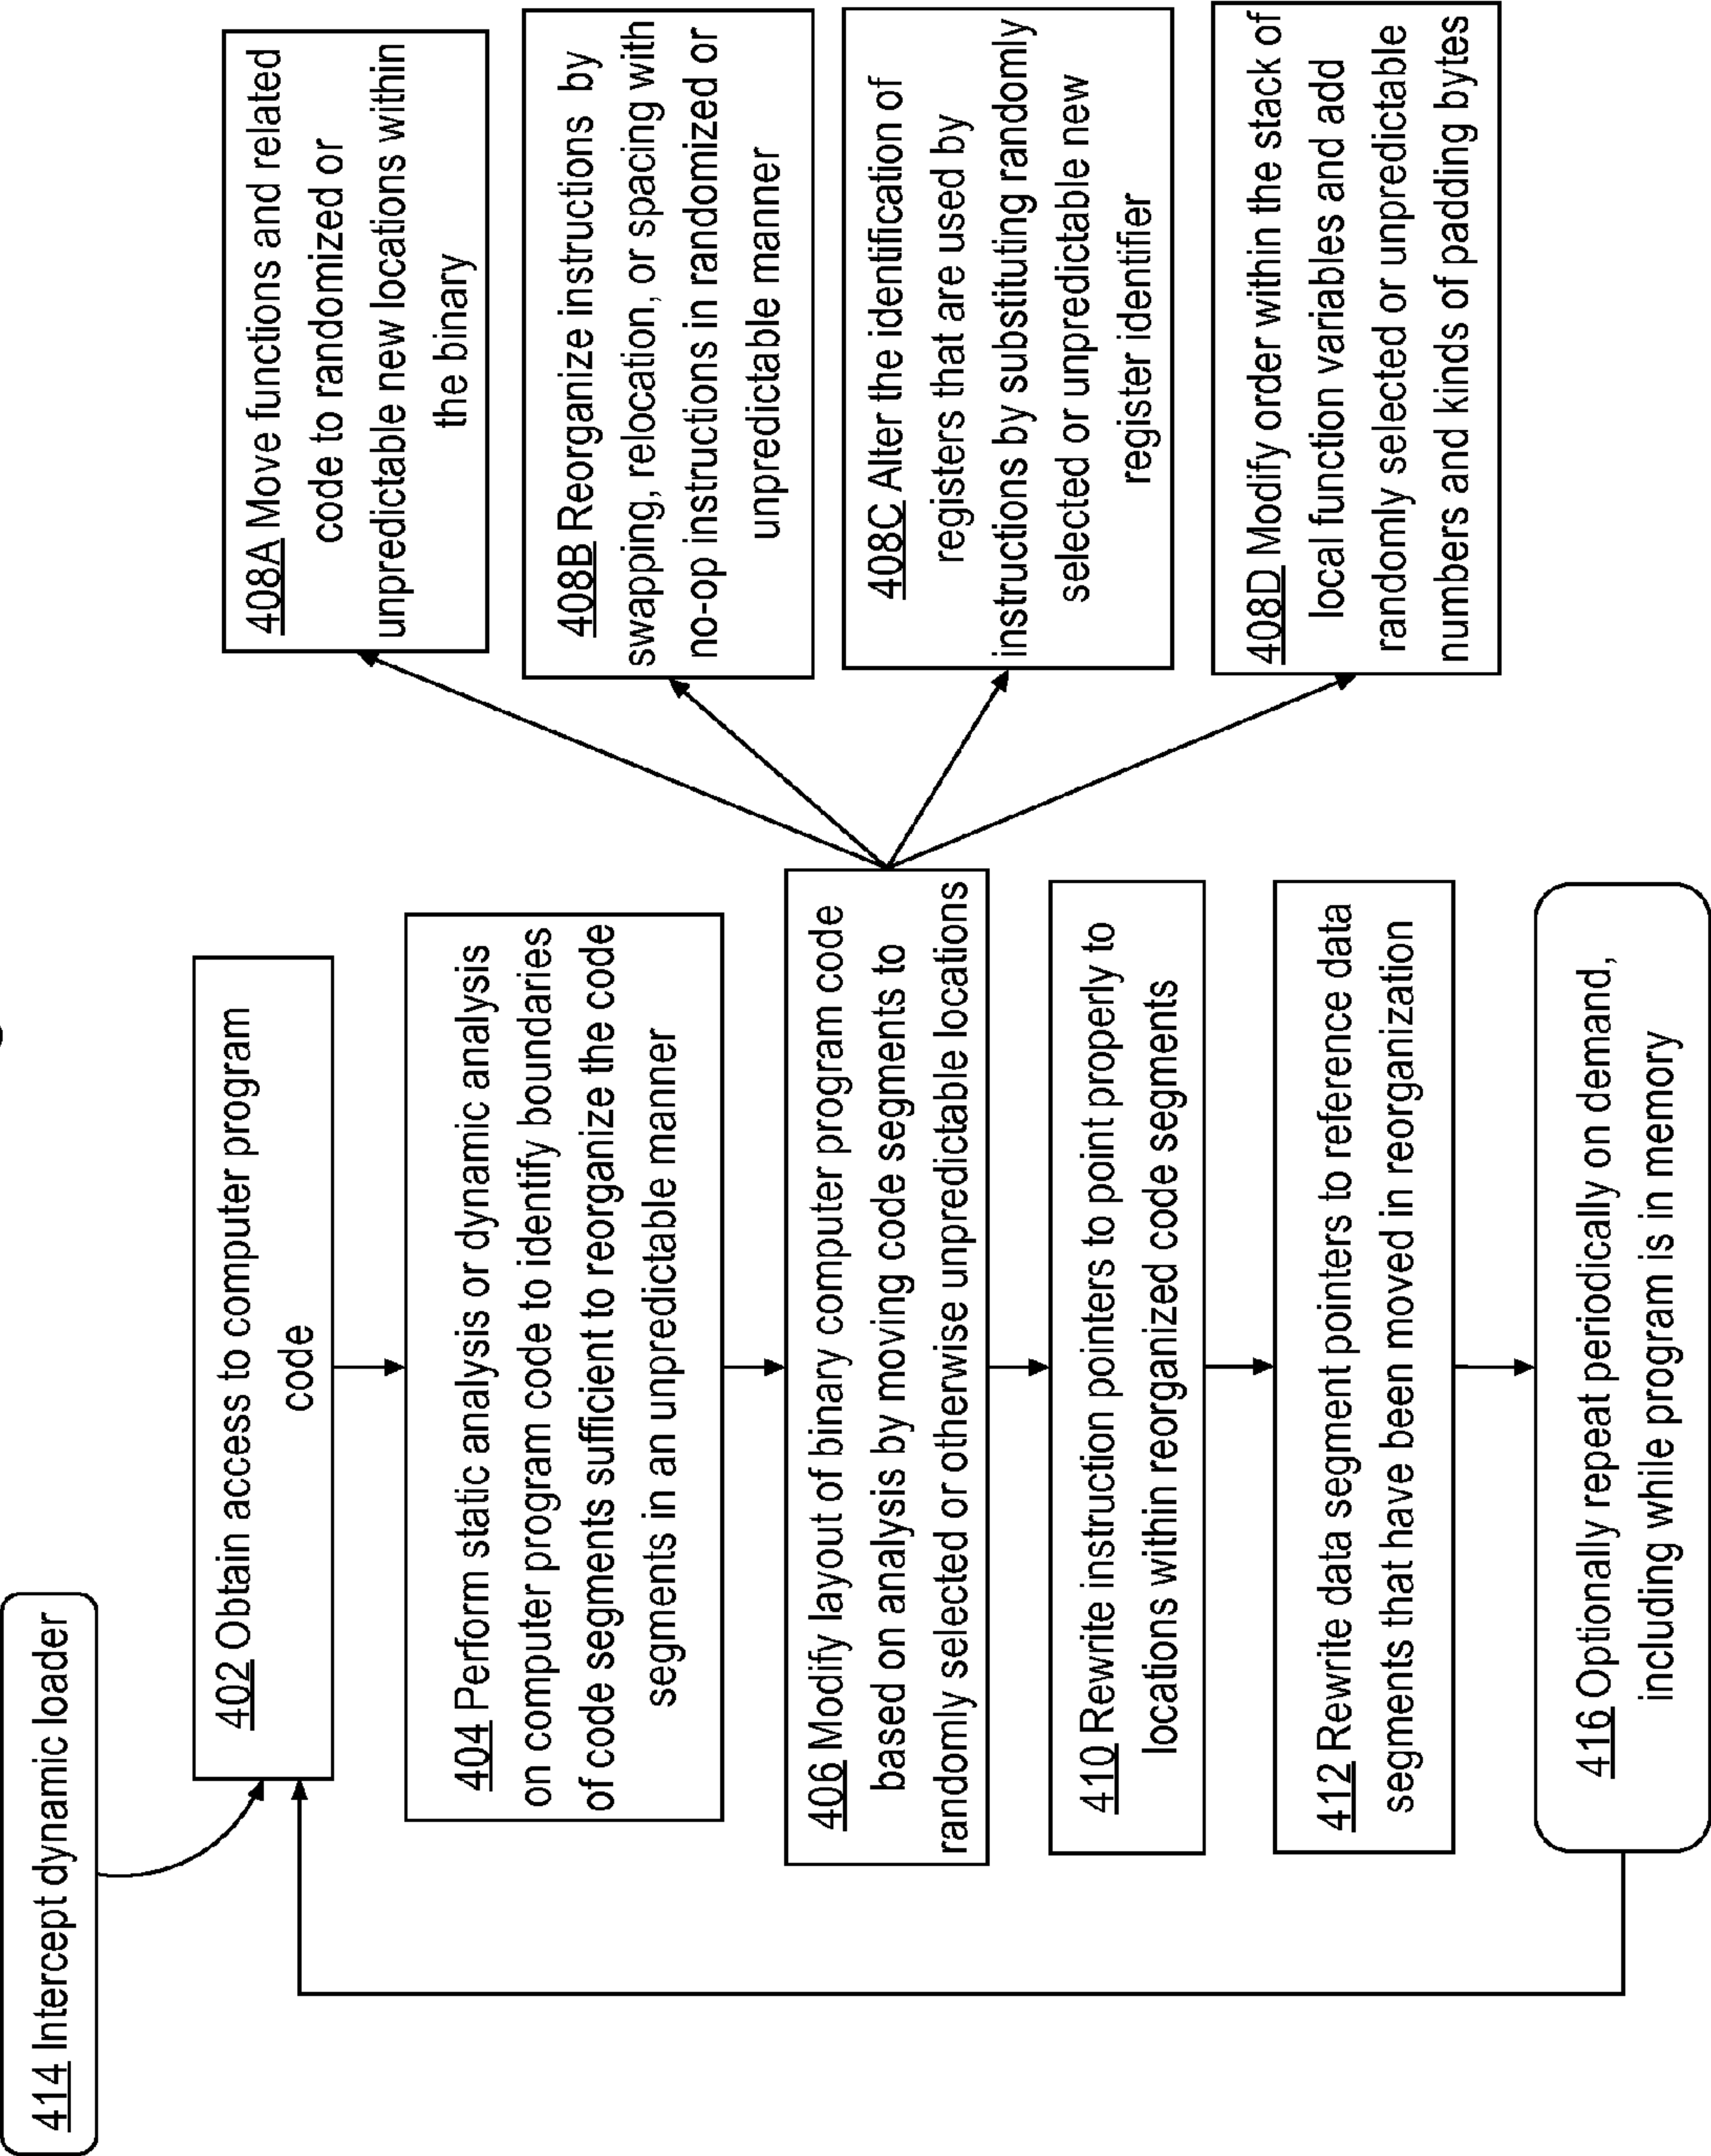 414 Intercept dynamic loader
402 Obtain access to computer program
code
404 Perform static analysis or dynamic analysis
on computer program code to identify boundaries
of code segments sufficient to reorganize the code
segments in an unpredictable manner
406 Modify layout of binary computer program code
based on analysis by moving code segments to
randomly selected or otherwise unpredictable locations
408A Move functions and related
code to randomized or
unpredictable new locations within
the binary
408B Reorganize instructions by
swapping, relocation, or spacing with
no-op instructions in randomized or
unpredictable manner
408C Alter the identification of
registers that are used by
instructions by substituting randomly
selected or unpredictable new
register identifier
408D Modify order within the stack of
local function variables and add
randomly selected or unpredictable
numbers and kinds of padding bytes
410 Rewrite instruction pointers to point properly to
locations within reorganized code segments
412 Rewrite data segment pointers to reference data
segments that have been moved in reorganization
416 Optionally repeat periodically on demand,
including while program is in memory